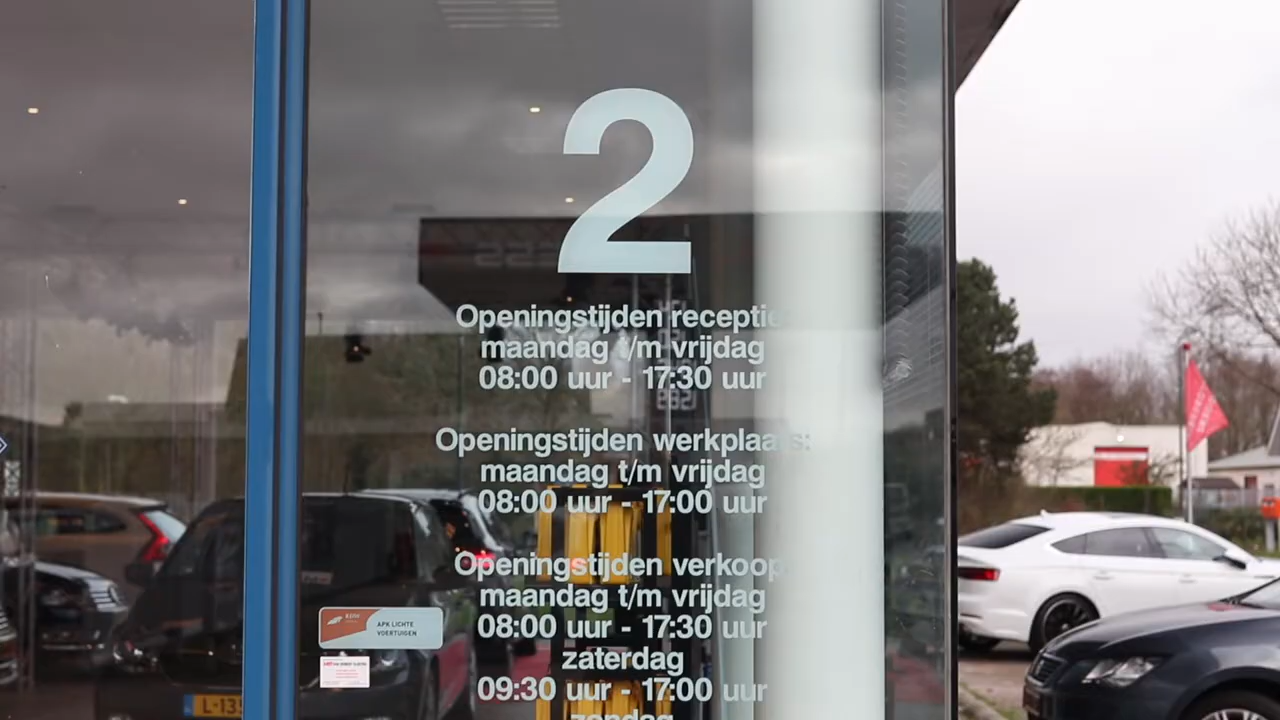 2
Openingstijden receptie
maandag t/m vrijdag
08:00 uur - 17:30 uur
Openingstijden werkplaats:
maandag t/m vrijdag
08:00 uur - 17:00 uur
Openingstijden verkoop
maandag t/m vrijdag
08:00 uur - 17:30 uur
zaterdag
09:30 uur - 17:00 uur
zondag
APK LICHTE
VOERTUIGEN